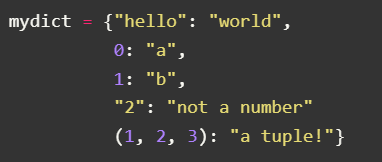 mydict = {"hello": "world",
0: "a",
1: "b",
"2": "not a number"
(1, 2, 3): "a tuple!"}